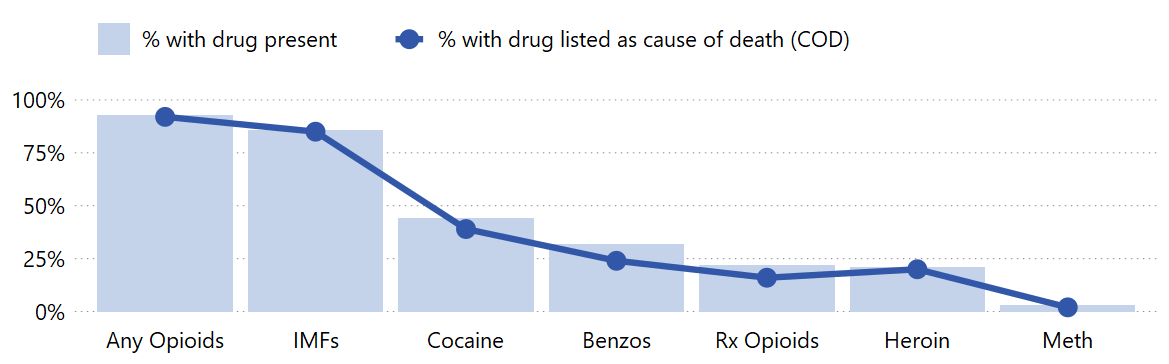 % with drug present
% with drug listed as cause of death (COD)
100%
75%
50%
25%
0%
Any Opioids
IMFs
Cocaine
Benzos
Rx Opioids
Heroin
Meth